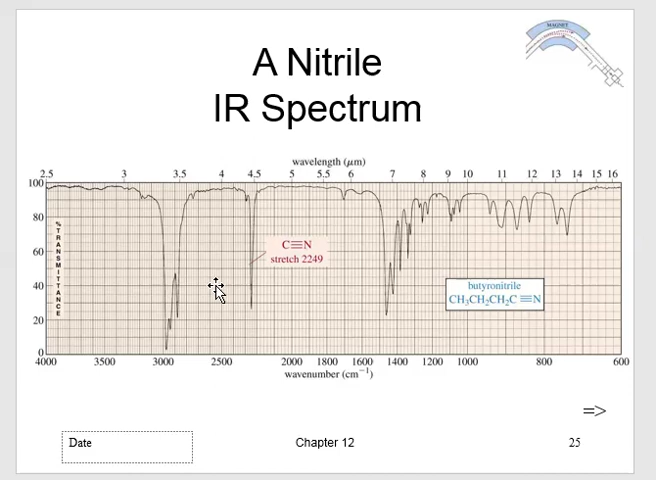 MAGNET
A Nitrile
IR Spectrum
wavelength (μm)
2.5 3 3.5 4 4.5 5 5.5 6 7 8 9 10 11 12 13 14 15 16
100
80
60
40
20
0
%TRANSMITTANCE
C≡N
stretch 2249
butyronitrile
CH₃CH₂CH₂C≡N
4000 3500 3000 2500 2000 1800 1600 1400 1200 1000 800 600
wavenumber (cm⁻¹)
=>
Date Chapter 12 25